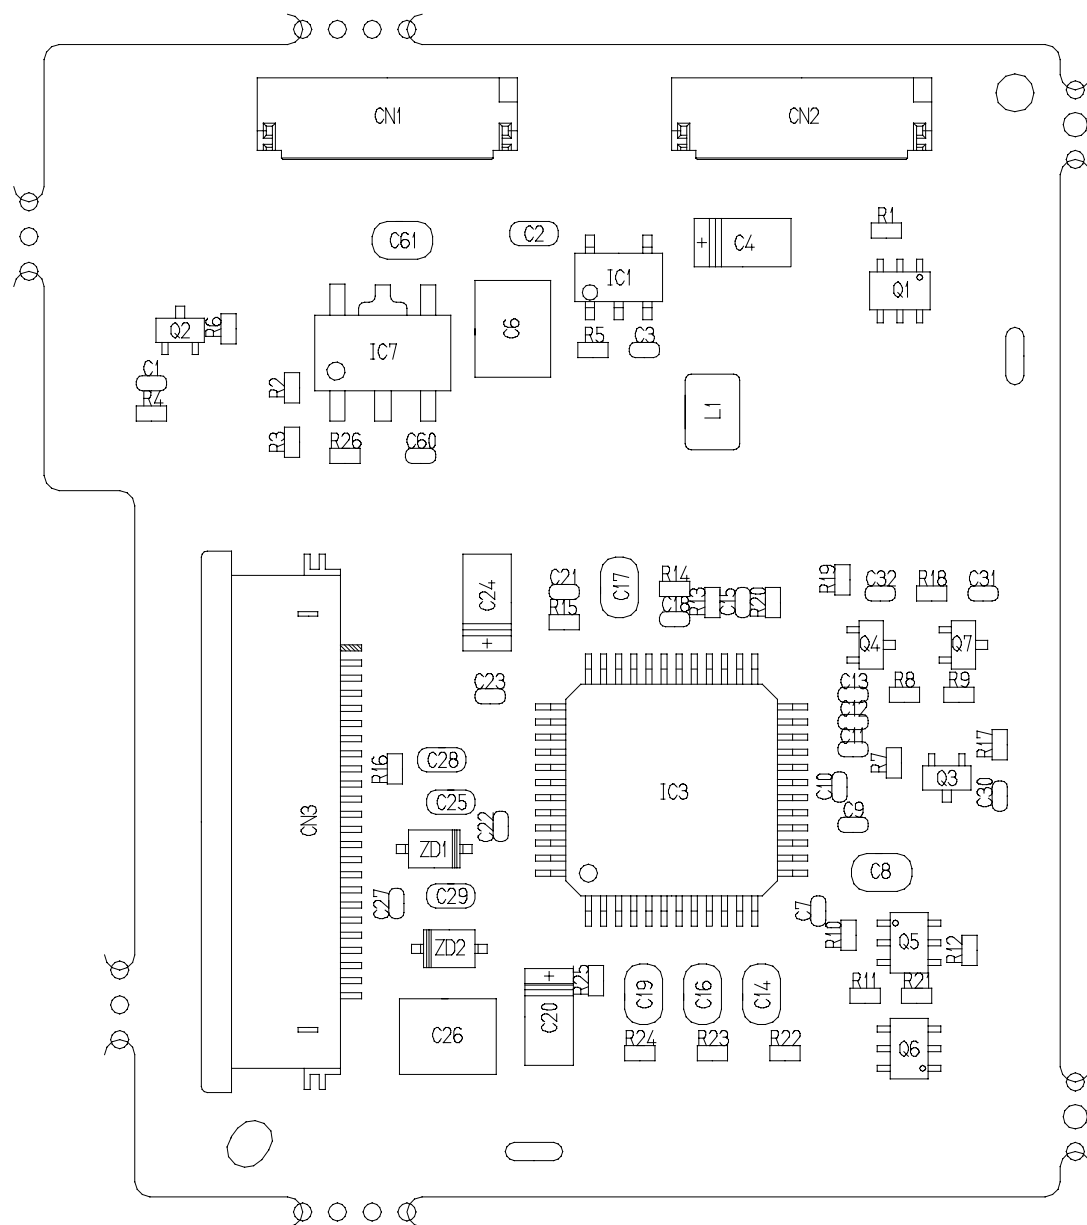 CN1
CN2
R1
C61
C2
C4
+
IC1
Q1
C6
R6
Q2
IC7
R5
C3
C1
R4
R2
L1
R3
R26
C60
C24
+
C21
R15
C17
R14
C18
R13
C15
R20
R19
C32
R18
C31
Q4
Q7
C23
C13
R8
R9
C12
C11
R17
R16
C28
R7
Q3
C10
C30
CN3
C25
IC3
C22
C9
ZD1
C8
C27
C29
C7
R10
Q5
R12
ZD2
+
R25
C19
C16
C14
R11
R21
C20
C26
R24
R23
R22
Q6